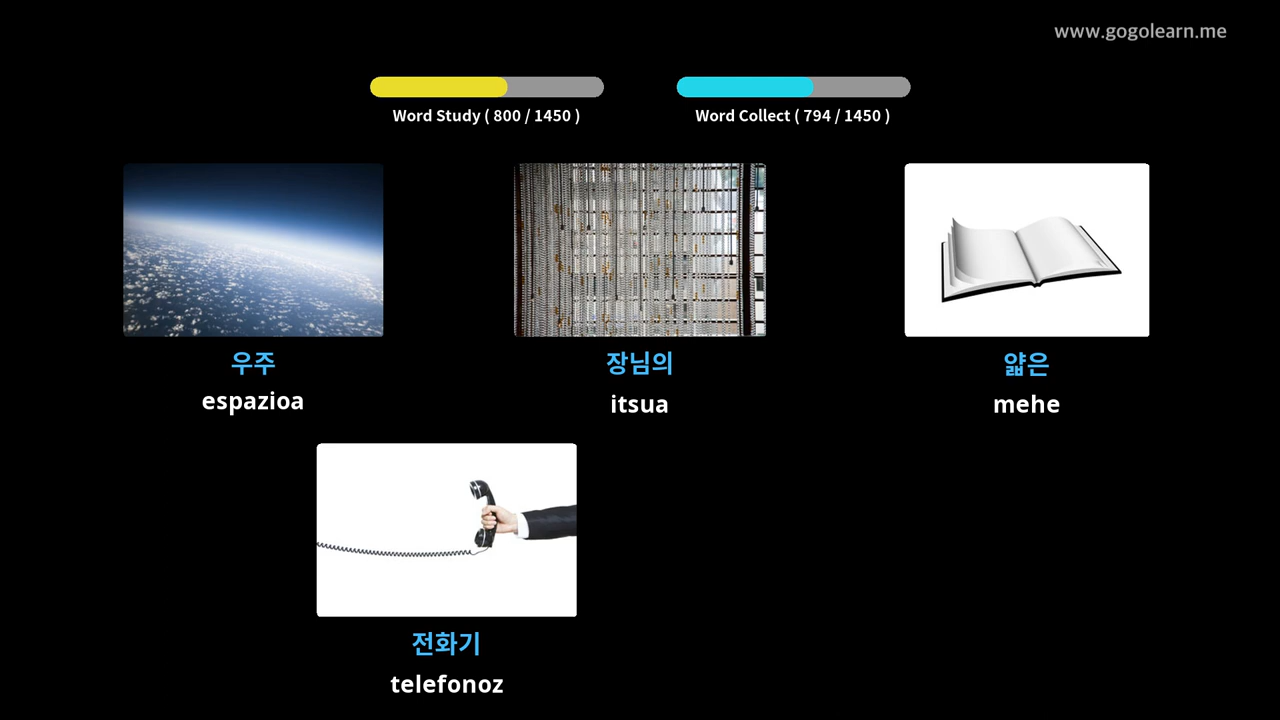 www.gogolearn.me
Word Study ( 800 / 1450 )
Word Collect ( 794 / 1450 )
우주
장님의
얇은
espazioa
itsua
mehe
전화기
telefonoz